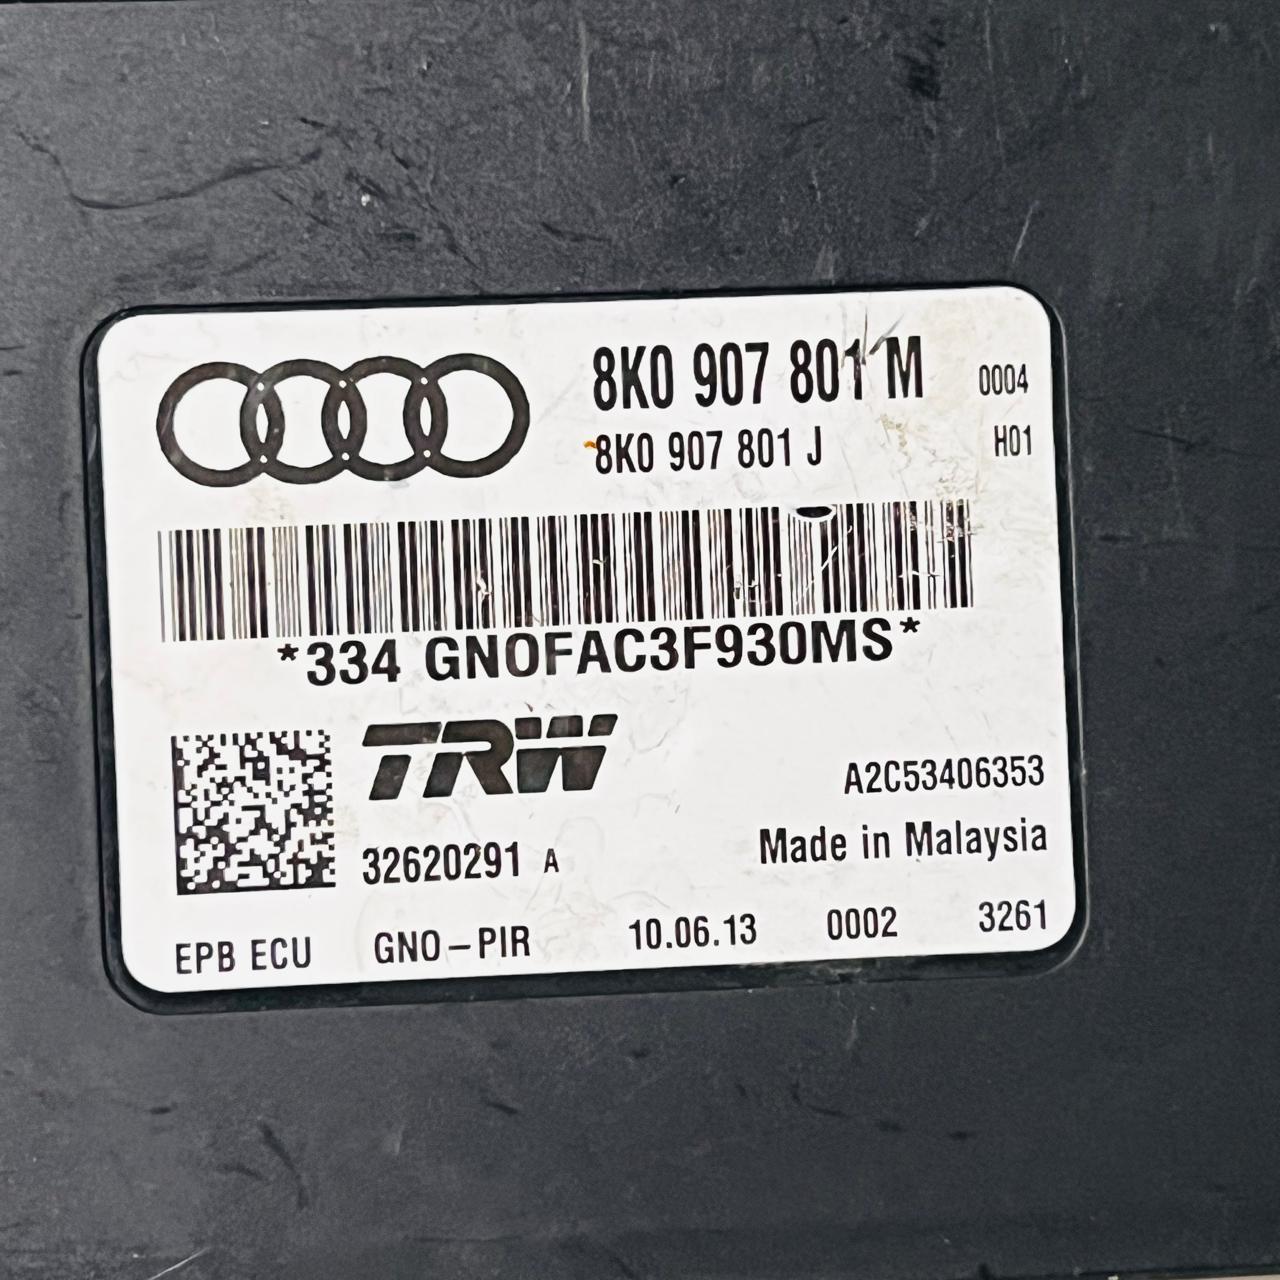 8K0 907 801 M 0004
8K0 907 801 J H01
*334 GNOFAC3F930MS*
TRW
A2C53406353
32620291 A
Made in Malaysia
EPB ECU GNO-PIR 10.06.13 0002 3261